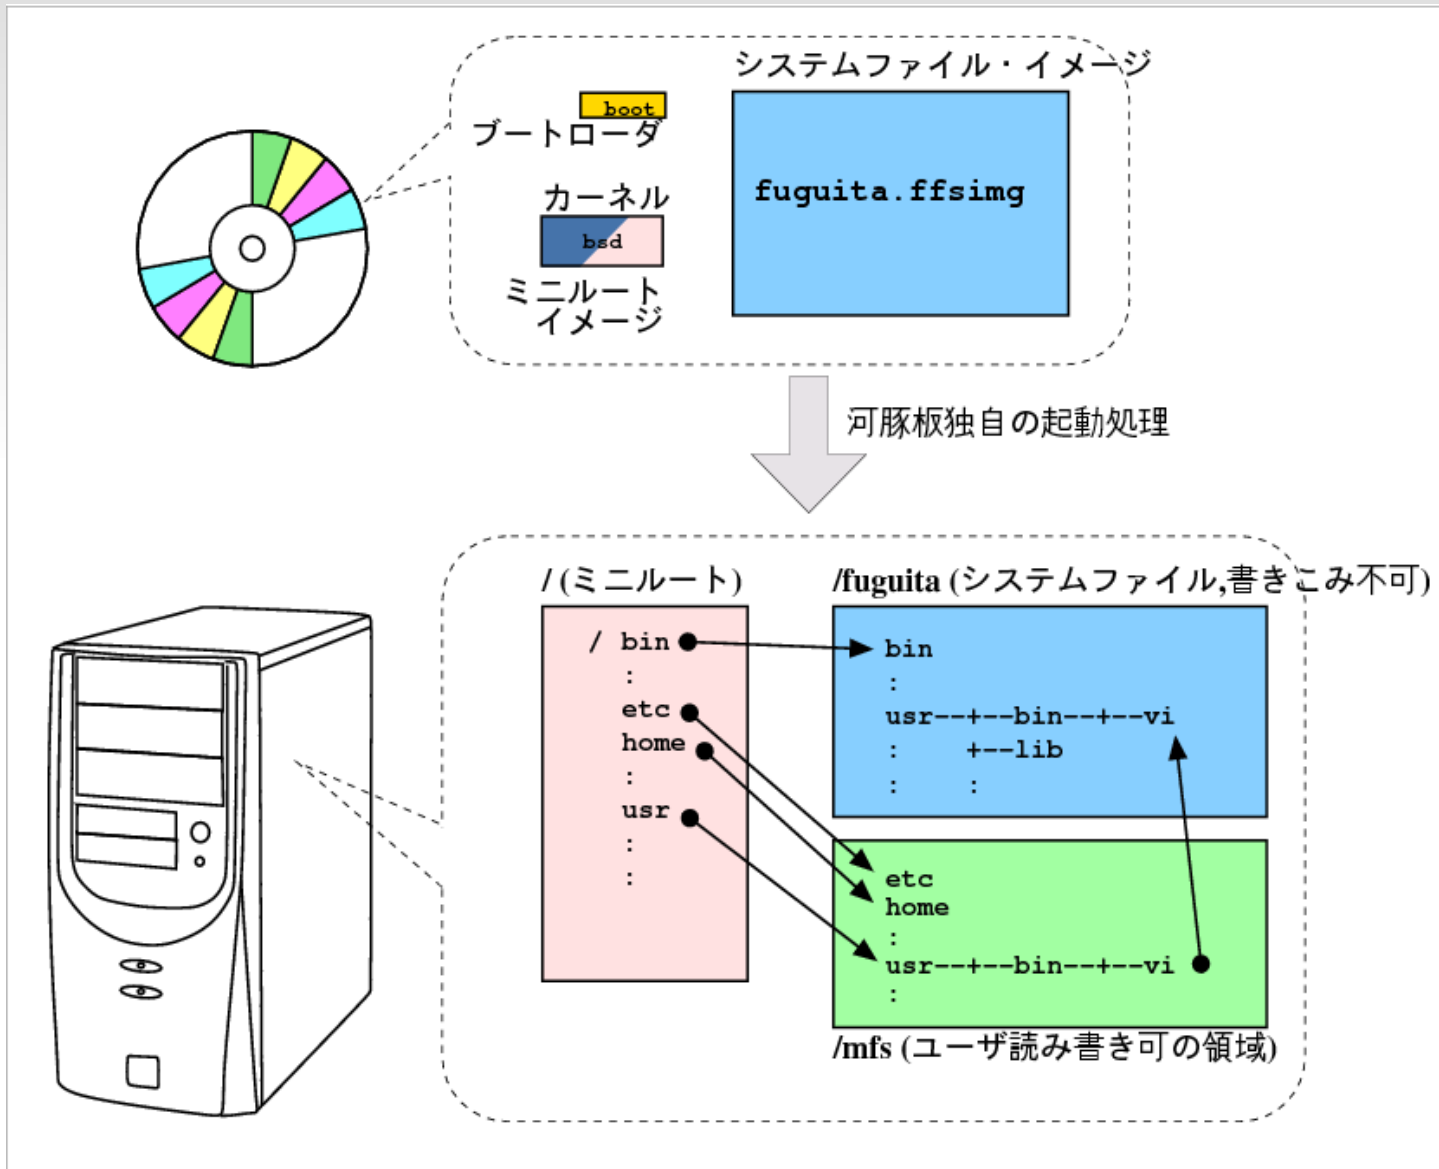 システムファイル・イメージ
boot
ブートローダ
fuguita.ffsimg
カーネル
bsd
ミニルート
イメージ
河豚板独自の起動処理
/ (ミニルート)
/ bin
:
etc
home
:
usr
:
:
/fuguita (システムファイル,書きこみ不可)
bin
:
usr--+--bin--+--vi
: +--lib
: :
etc
home
:
usr--+--bin--+--vi
:
/mfs (ユーザ読み書き可の領域)